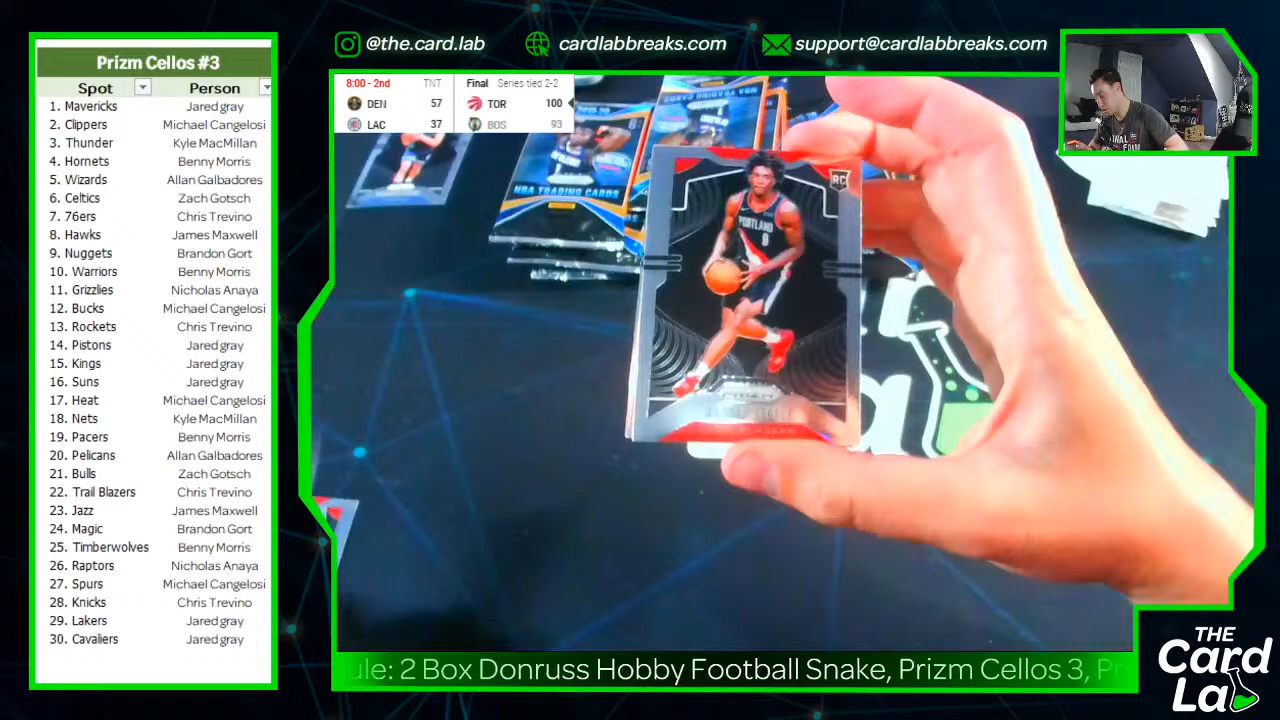 @the.card.lab
cardlabbreaks.com
support@cardlabbreaks.com
Prizm Cellos #3
Spot Person
1. Mavericks Jared gray
2. Clippers Michael Cangelosi
3. Thunder Kyle MacMillan
4. Hornets Benny Morris
5. Wizards Allan Galbadores
6. Celtics Zach Gotsch
7. 76ers Chris Trevino
8. Hawks James Maxwell
9. Nuggets Brandon Gort
10. Warriors Benny Morris
11. Grizzlies Nicholas Anaya
12. Bucks Michael Cangelosi
13. Rockets Chris Trevino
14. Pistons Jared gray
15. Kings Jared gray
16. Suns Jared gray
17. Heat Michael Cangelosi
18. Nets Kyle MacMillan
19. Pacers Benny Morris
20. Pelicans Allan Galbadores
21. Bulls Zach Gotsch
22. Trail Blazers Chris Trevino
23. Jazz James Maxwell
24. Magic Brandon Gort
25. Timberwolves Benny Morris
26. Raptors Nicholas Anaya
27. Spurs Michael Cangelosi
28. Knicks Chris Trevino
29. Lakers Jared gray
30. Cavaliers Jared gray
8:00 - 2nd TNT
DEN 57
LAC 37
Final Series tied 2-2
TOR 100
BOS 93
NBA TRADING CARDS
RC
PORTLAND
PRIZM
ule: 2 Box Donruss Hobby Football Snake, Prizm Cellos 3, Pr
THE
Card
Lab